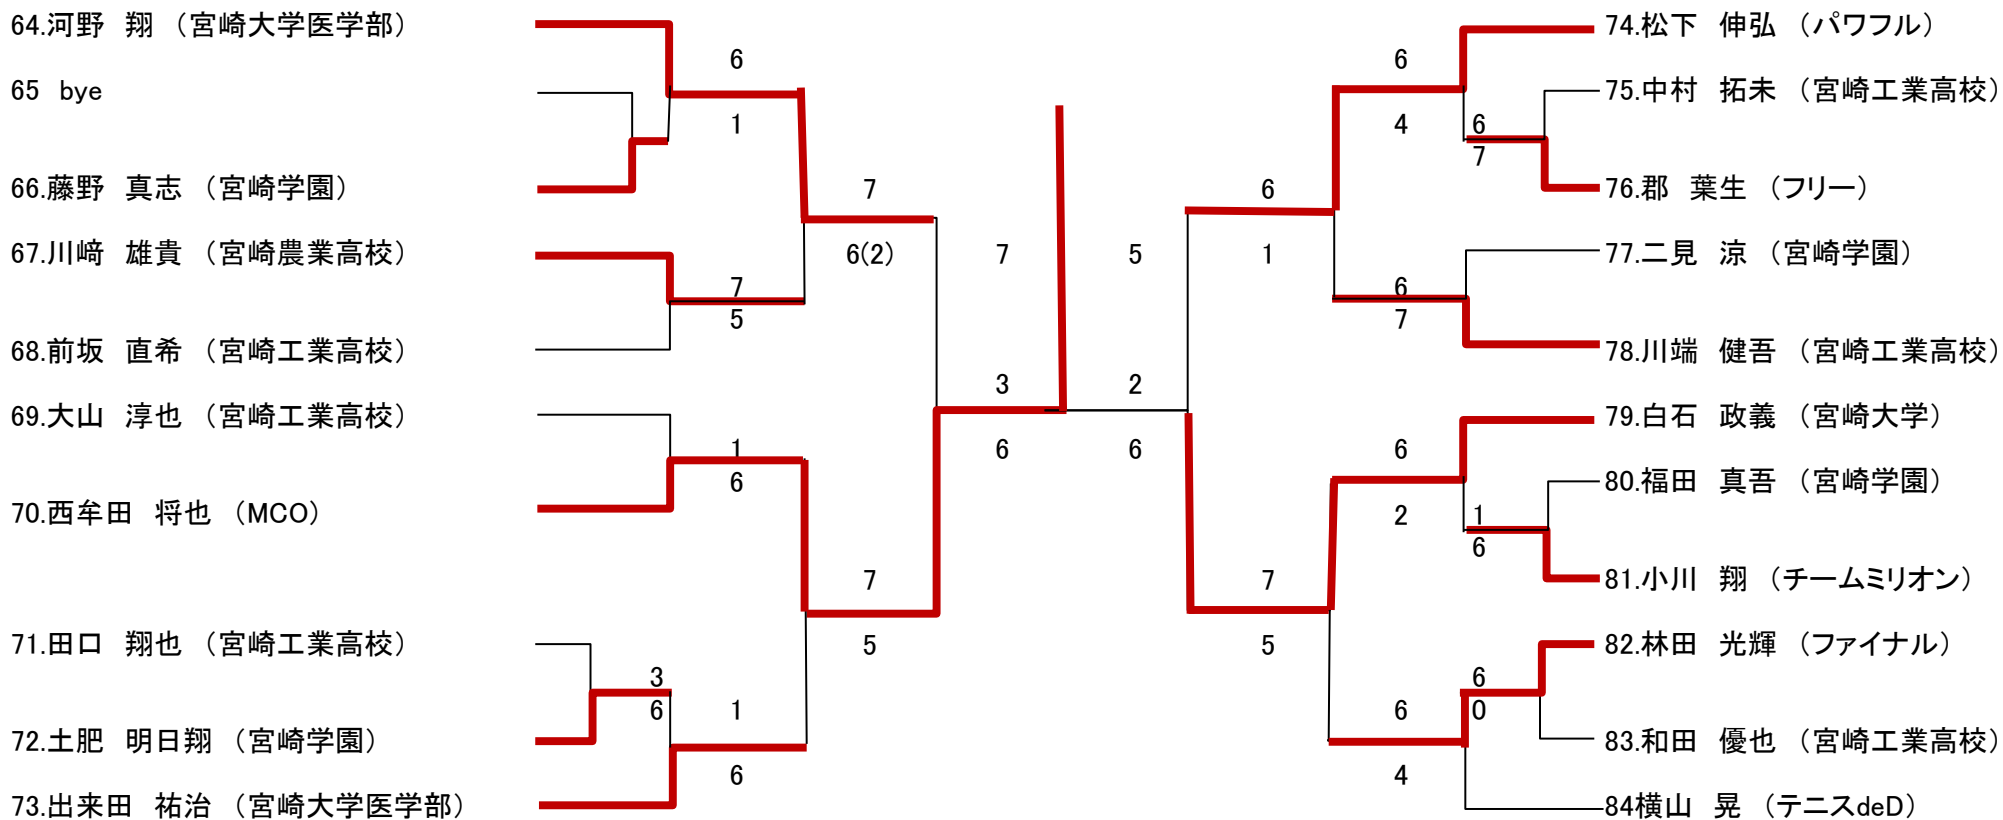 64.河野　翔　（宮崎大学医学部）
65　bye
66.藤野　真志　（宮崎学園）
67.川﨑　雄貴　（宮崎農業高校）
68.前坂　直希　（宮崎工業高校）
69.大山　淳也　（宮崎工業高校）
70.西牟田　将也　（MCO）
71.田口　翔也　（宮崎工業高校）
72.土肥　明日翔　（宮崎学園）
73.出来田　祐治　（宮崎大学医学部）
6
1
7
5
1
6
3
6
1
6
7
6(2)
7
5
7
3
6
5
2
6
6
1
7
5
6
4
6
7
6
2
6
4
6
7
1
6
6
0
74.松下　伸弘　（パワフル）
75.中村　拓未　（宮崎工業高校）
76.郡　葉生　（フリー）
77.二見　涼　（宮崎学園）
78.川端　健吾　（宮崎工業高校）
79.白石　政義　（宮崎大学）
80.福田　真吾　（宮崎学園）
81.小川　翔　（チームミリオン）
82.林田　光輝　（ファイナル）
83.和田　優也　（宮崎工業高校）
84横山　晃　（テニスdeD）